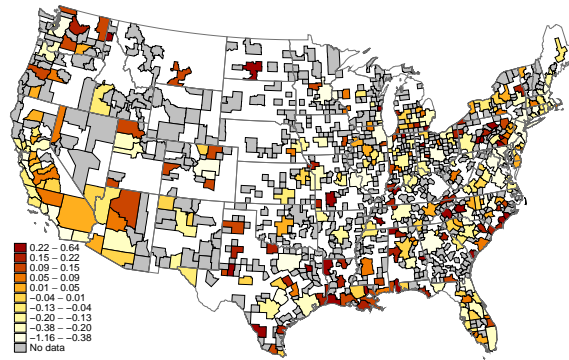 0.22 – 0.64
0.15 – 0.22
0.09 – 0.15
0.05 – 0.09
0.01 – 0.05
−0.04 – 0.01
−0.13 – −0.04
−0.20 – −0.13
−0.38 – −0.20
−1.16 – −0.38
No data